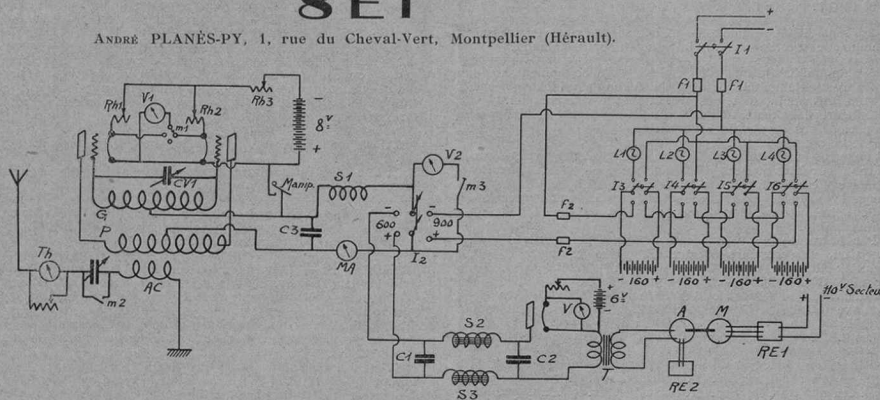 8ET
ANDRÉ PLANÈS-PY, 1, rue du Cheval-Vert, Montpellier (Hérault).
+
-
I1
f1 f1
Rh1 V1 m1 Rh2 Rh3
-
8v
+
V2
L1 L2 L3 L4
CV1
Manip.
S1
m3
I3 I4 I5 I6
G
P
C3
- 600 +
- 900 +
f2
f2
Th
AC
MA
I2
m2
- 160 + - 160 + - 160 + - 160 +
+ 6v -
V
+ 110v Secteur -
S2
A M
C1 C2
T
RE1
S3
RE2